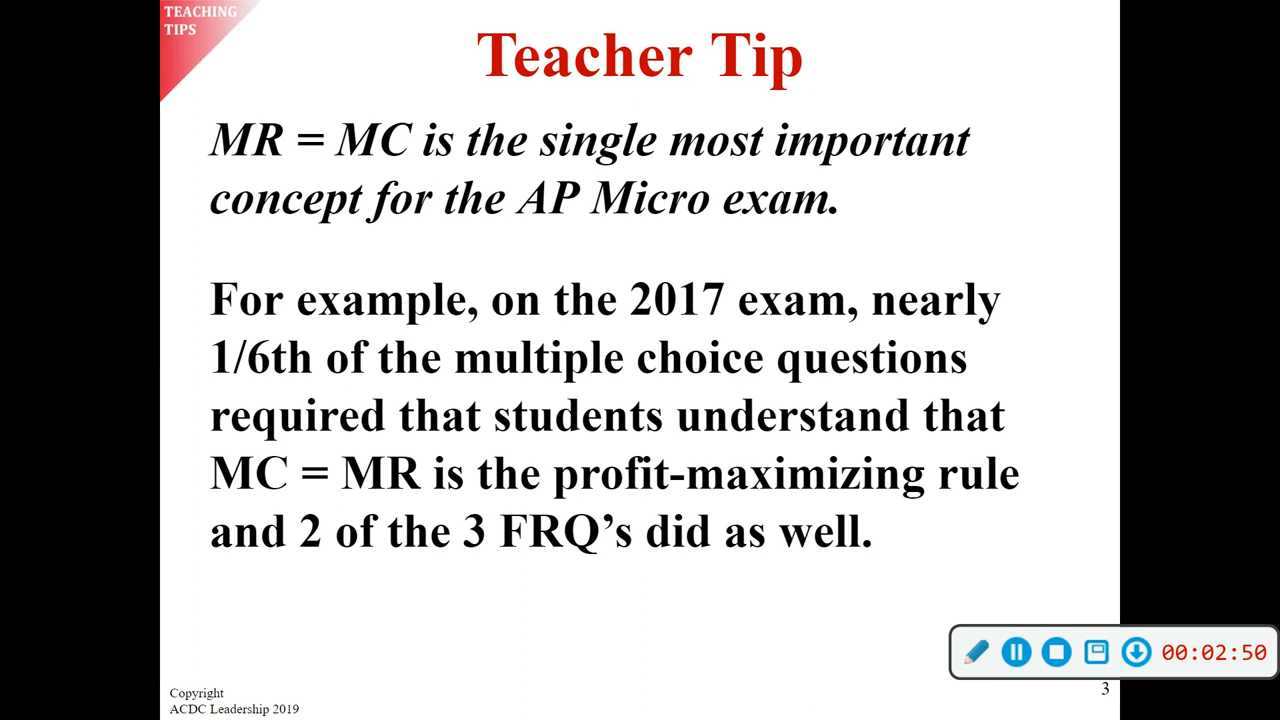 TEACHING
TIPS
Teacher Tip
MR = MC is the single most important
concept for the AP Micro exam.
For example, on the 2017 exam, nearly
1/6th of the multiple choice questions
required that students understand that
MC = MR is the profit-maximizing rule
and 2 of the 3 FRQ’s did as well.
00:02:50
3
Copyright
ACDC Leadership 2019